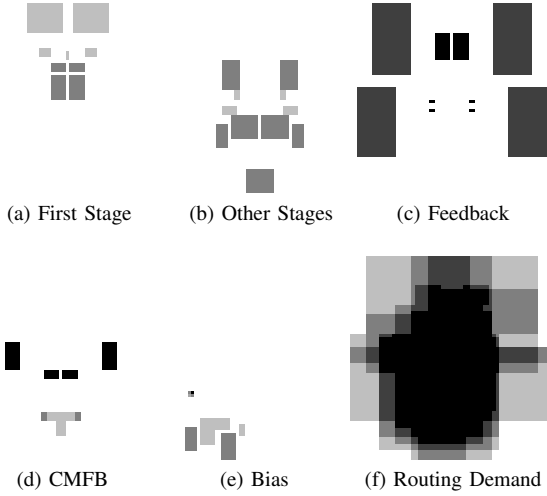 (a) First Stage
(b) Other Stages
(c) Feedback
(d) CMFB
(e) Bias
(f) Routing Demand